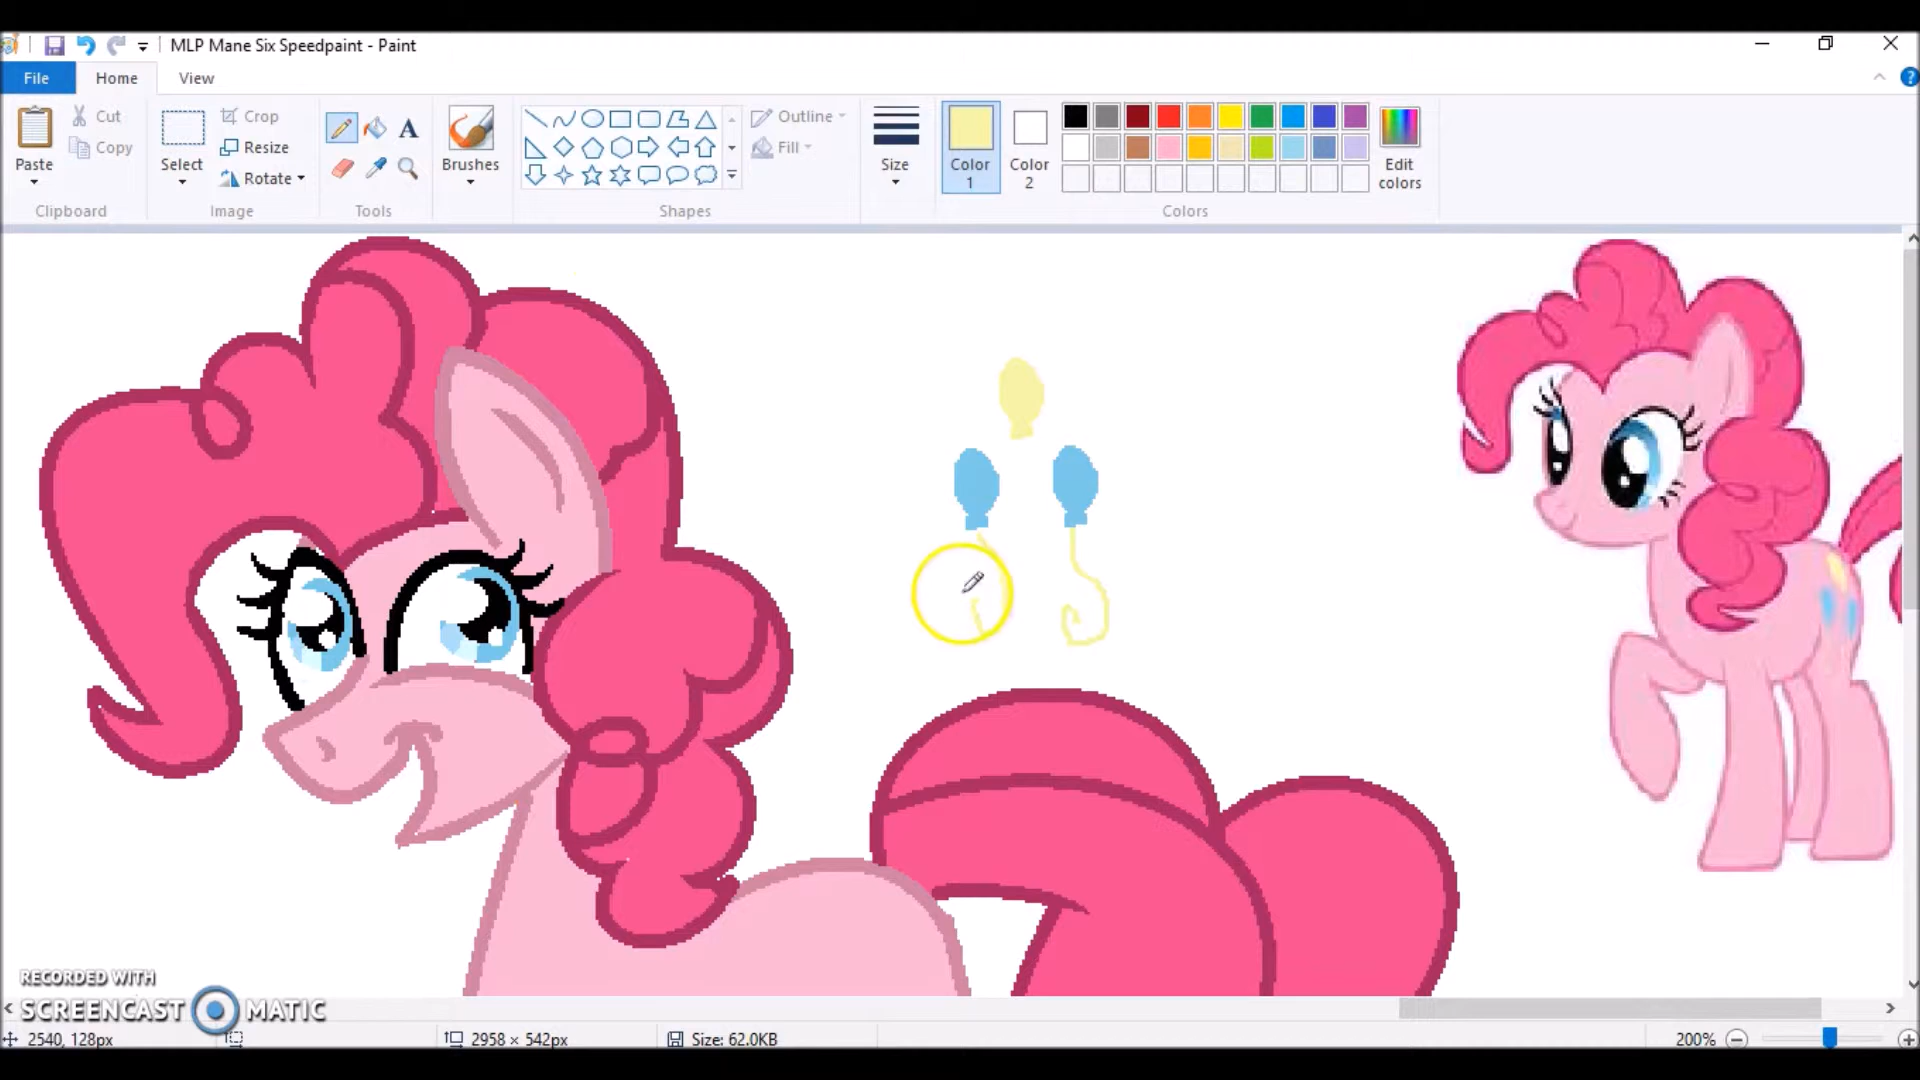 MLP Mane Six Speedpaint - Paint
File Home View
Paste Cut Copy Select Crop Resize Rotate A Brushes Outline Fill Size Color 1 Color 2 Edit colors
Clipboard Image Tools Shapes Colors
RECORDED WITH
SCREENCAST MATIC
2540, 128px 2958 × 542px Size: 62.0KB 200%